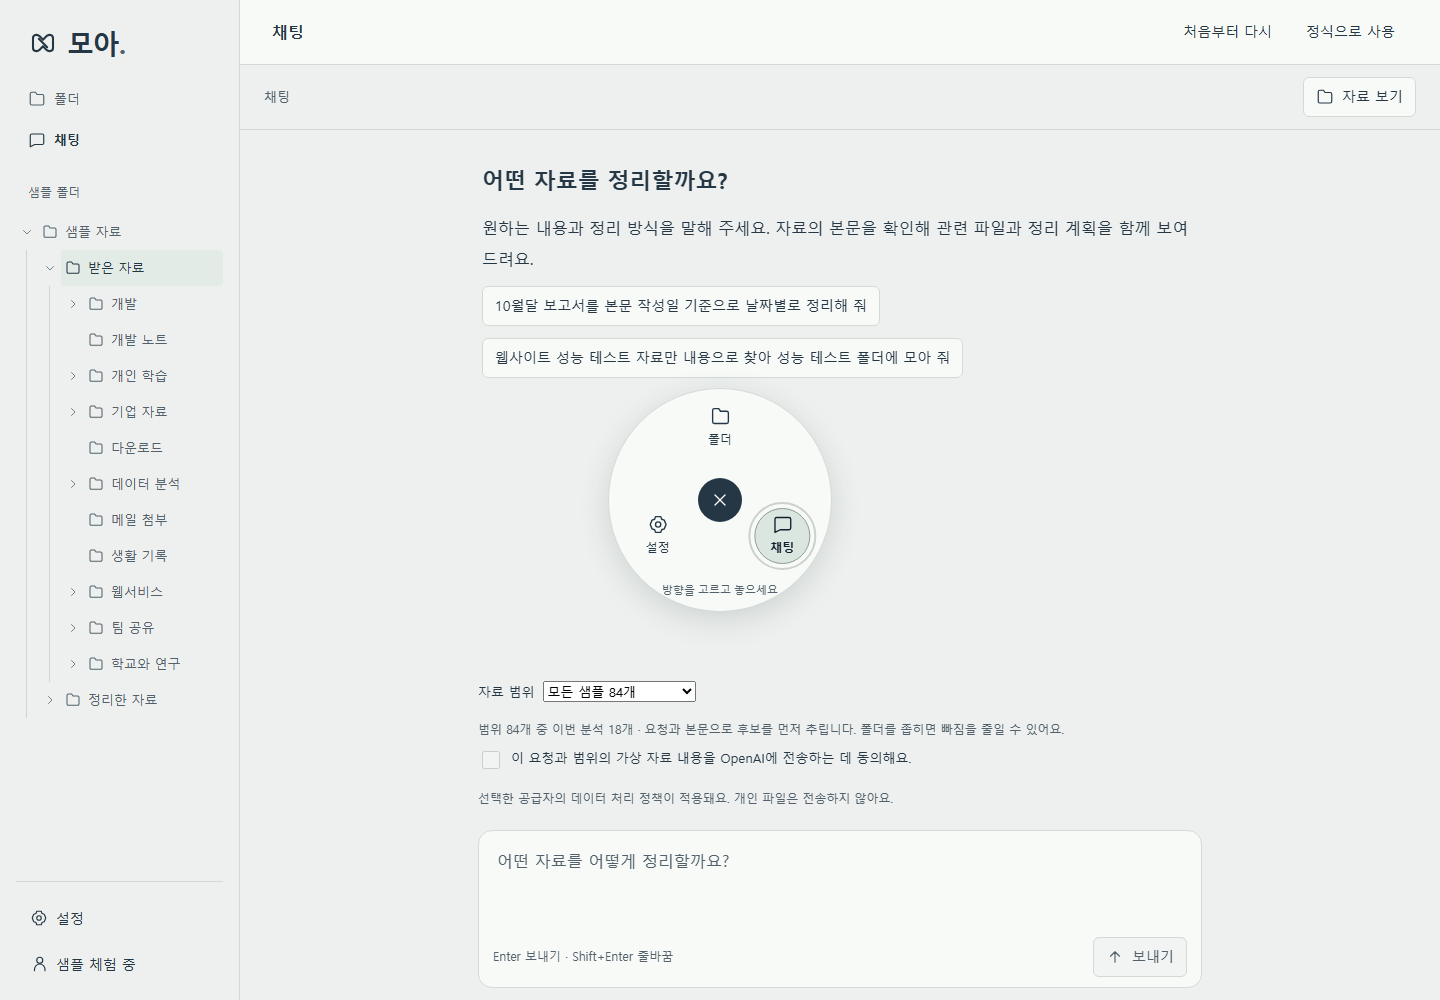 모아.
폴더
채팅
샘플 폴더
샘플 자료
받은 자료
개발
개발 노트
개인 학습
기업 자료
다운로드
데이터 분석
메일 첨부
생활 기록
웹서비스
팀 공유
학교와 연구
정리한 자료
설정
샘플 체험 중
채팅
처음부터 다시
정식으로 사용
채팅
자료 보기
어떤 자료를 정리할까요?
원하는 내용과 정리 방식을 말해 주세요. 자료의 본문을 확인해 관련 파일과 정리 계획을 함께 보여
드려요.
10월달 보고서를 본문 작성일 기준으로 날짜별로 정리해 줘
웹사이트 성능 테스트 자료만 내용으로 찾아 성능 테스트 폴더에 모아 줘
폴더
설정
채팅
방향을 고르고 놓으세요
자료 범위 모든 샘플 84개
범위 84개 중 이번 분석 18개 · 요청과 본문으로 후보를 먼저 추립니다. 폴더를 좁히면 빠짐을 줄일 수 있어요.
이 요청과 범위의 가상 자료 내용을 OpenAI에 전송하는 데 동의해요.
선택한 공급자의 데이터 처리 정책이 적용돼요. 개인 파일은 전송하지 않아요.
어떤 자료를 어떻게 정리할까요?
Enter 보내기 · Shift+Enter 줄바꿈
보내기